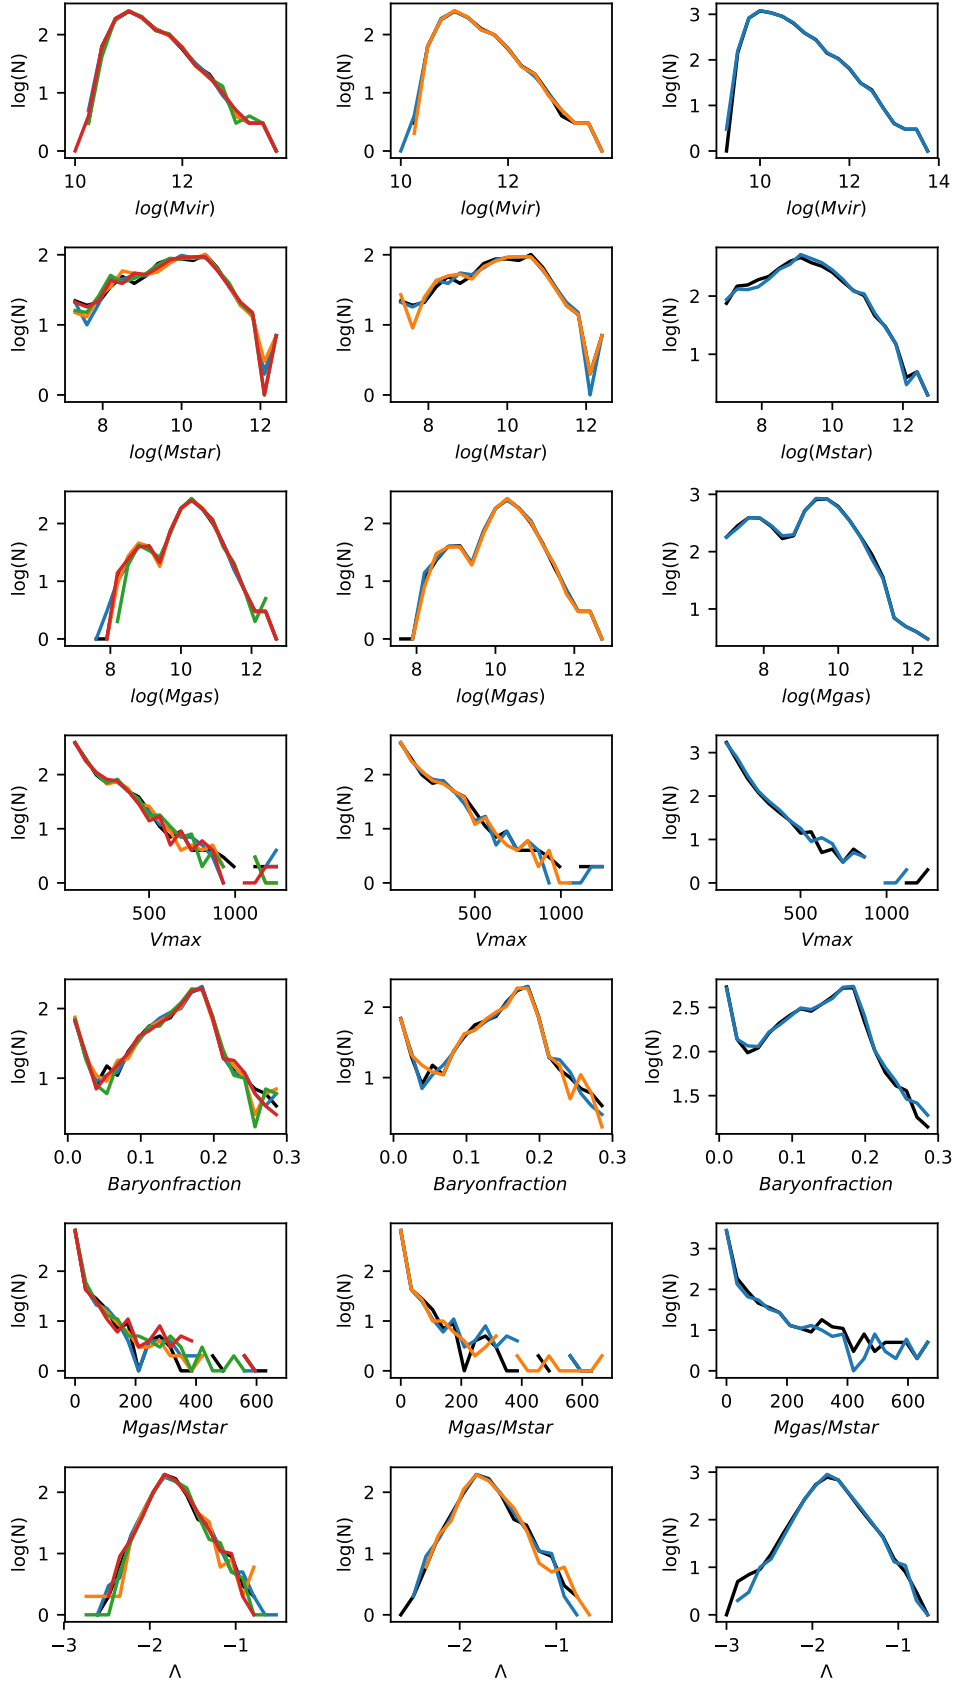 log(N) 0 1 2
10 12
log(Mvir)
log(N) 0 1 2
10 12
log(Mvir)
log(N) 0 1 2 3
10 12 14
log(Mvir)
log(N) 0 1 2
8 10 12
log(Mstar)
log(N) 0 1 2
8 10 12
log(Mstar)
log(N) 1 2
8 10 12
log(Mstar)
log(N) 0 1 2
8 10 12
log(Mgas)
log(N) 0 1 2
8 10 12
log(Mgas)
log(N) 1 2 3
8 10 12
log(Mgas)
log(N) 0 1 2
500 1000
Vmax
log(N) 0 1 2
500 1000
Vmax
log(N) 0 1 2 3
500 1000
Vmax
log(N) 1 2
0.0 0.1 0.2 0.3
Baryonfraction
log(N) 1 2
0.0 0.1 0.2 0.3
Baryonfraction
log(N) 1.5 2.0 2.5
0.0 0.1 0.2 0.3
Baryonfraction
log(N) 0 1 2
0 200 400 600
Mgas/Mstar
log(N) 0 1 2
0 200 400 600
Mgas/Mstar
log(N) 0 1 2 3
0 200 400 600
Mgas/Mstar
log(N) 0 1 2
−3 −2 −1
Λ
log(N) 0 1 2
−2 −1
Λ
log(N) 0 1 2 3
−3 −2 −1
Λ